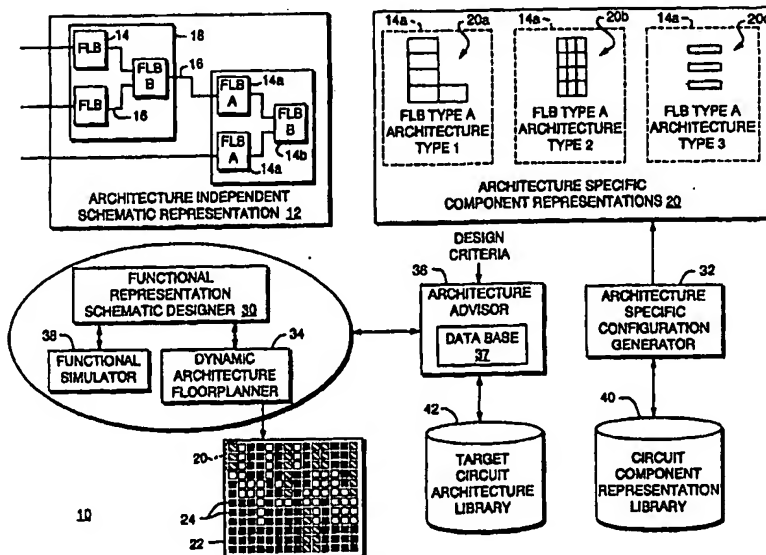 14
18
FLB
FLB
B
16
14a
FLB
A
FLB
16
FLB
B
FLB
A
14b
14a
ARCHITECTURE INDEPENDENT
SCHEMATIC REPRESENTATION 12
14a
20a
14a
20b
14a
FLB TYPE A
ARCHITECTURE
TYPE 1
FLB TYPE A
ARCHITECTURE
TYPE 2
FLB TYPE A
ARCHITECTURE
TYPE 3
ARCHITECTURE SPECIFIC
COMPONENT REPRESENTATIONS 20
DESIGN
CRITERIA
36
32
FUNCTIONAL
REPRESENTATION
SCHEMATIC DESIGNER 30
38
34
FUNCTIONAL
SIMULATOR
DYNAMIC
ARCHITECTURE
FLOORPLANNER
ARCHITECTURE
ADVISOR
DATA BASE
37
ARCHITECTURE
SPECIFIC
CONFIGURATION
GENERATOR
42
40
TARGET
CIRCUIT
ARCHITECTURE
LIBRARY
CIRCUIT
COMPONENT
REPRESENTATION
LIBRARY
20
24
22
10